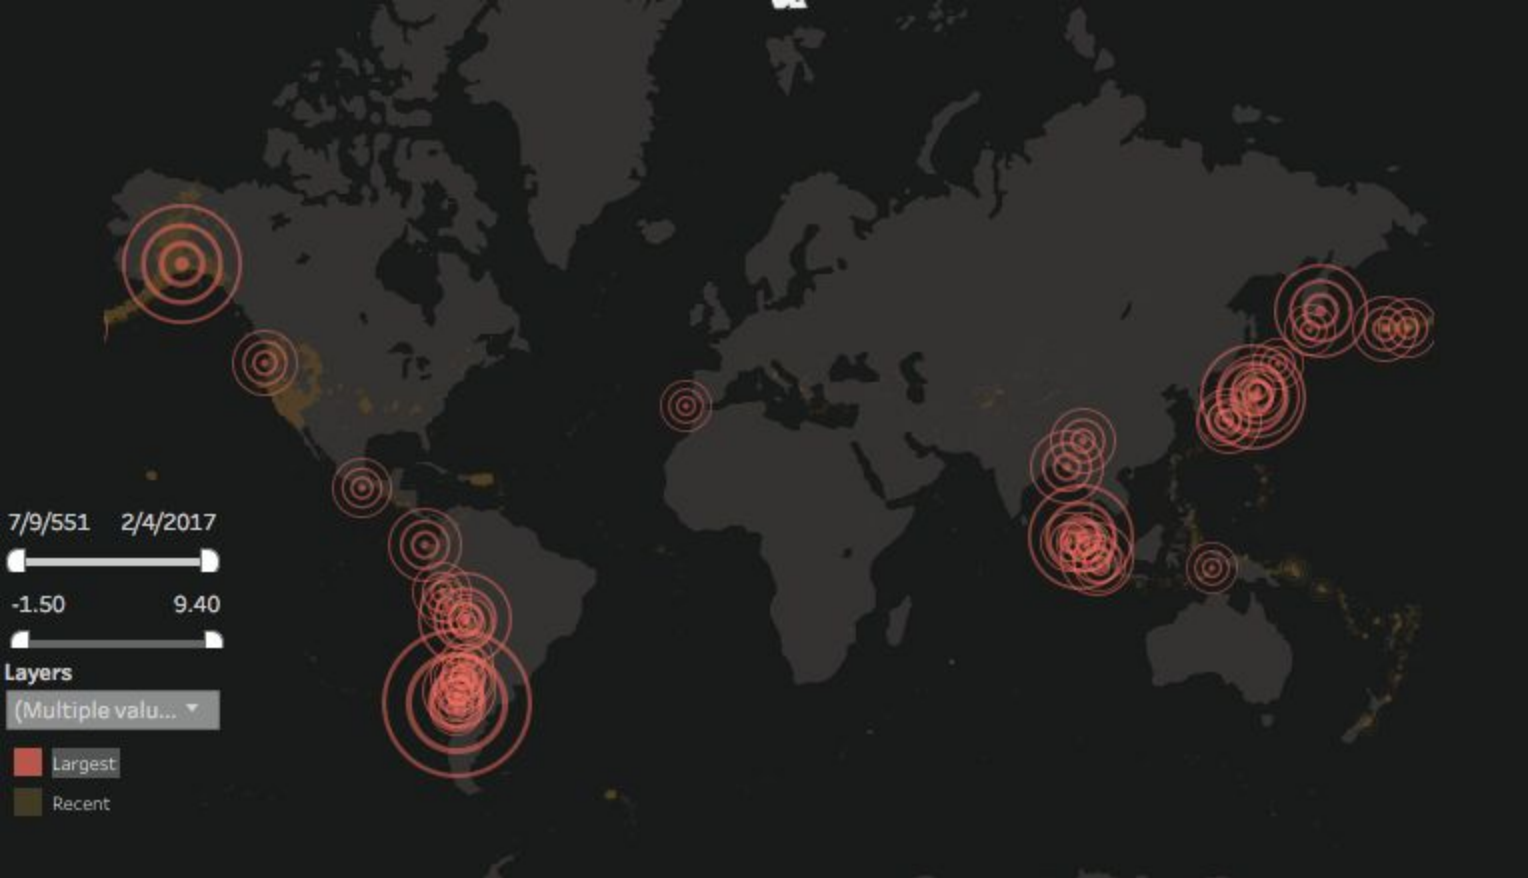 7/9/551 2/4/2017
-1.50 9.40
Layers
(Multiple valu...
Largest
Recent